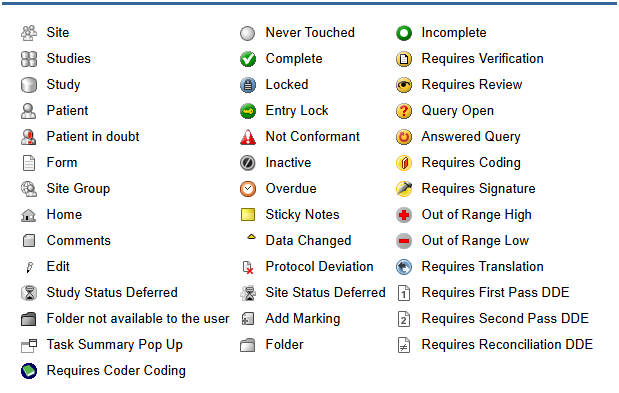 Site Never Touched Incomplete
Studies Complete Requires Verification
Study Locked Requires Review
Patient Entry Lock Query Open
Patient in doubt Not Conformant Answered Query
Form Inactive Requires Coding
Site Group Overdue Requires Signature
Home Sticky Notes Out of Range High
Comments Data Changed Out of Range Low
Edit Protocol Deviation Requires Translation
Study Status Deferred Site Status Deferred 1 Requires First Pass DDE
Folder not available to the user Add Marking 2 Requires Second Pass DDE
Task Summary Pop Up Folder ≠ Requires Reconciliation DDE
Requires Coder Coding